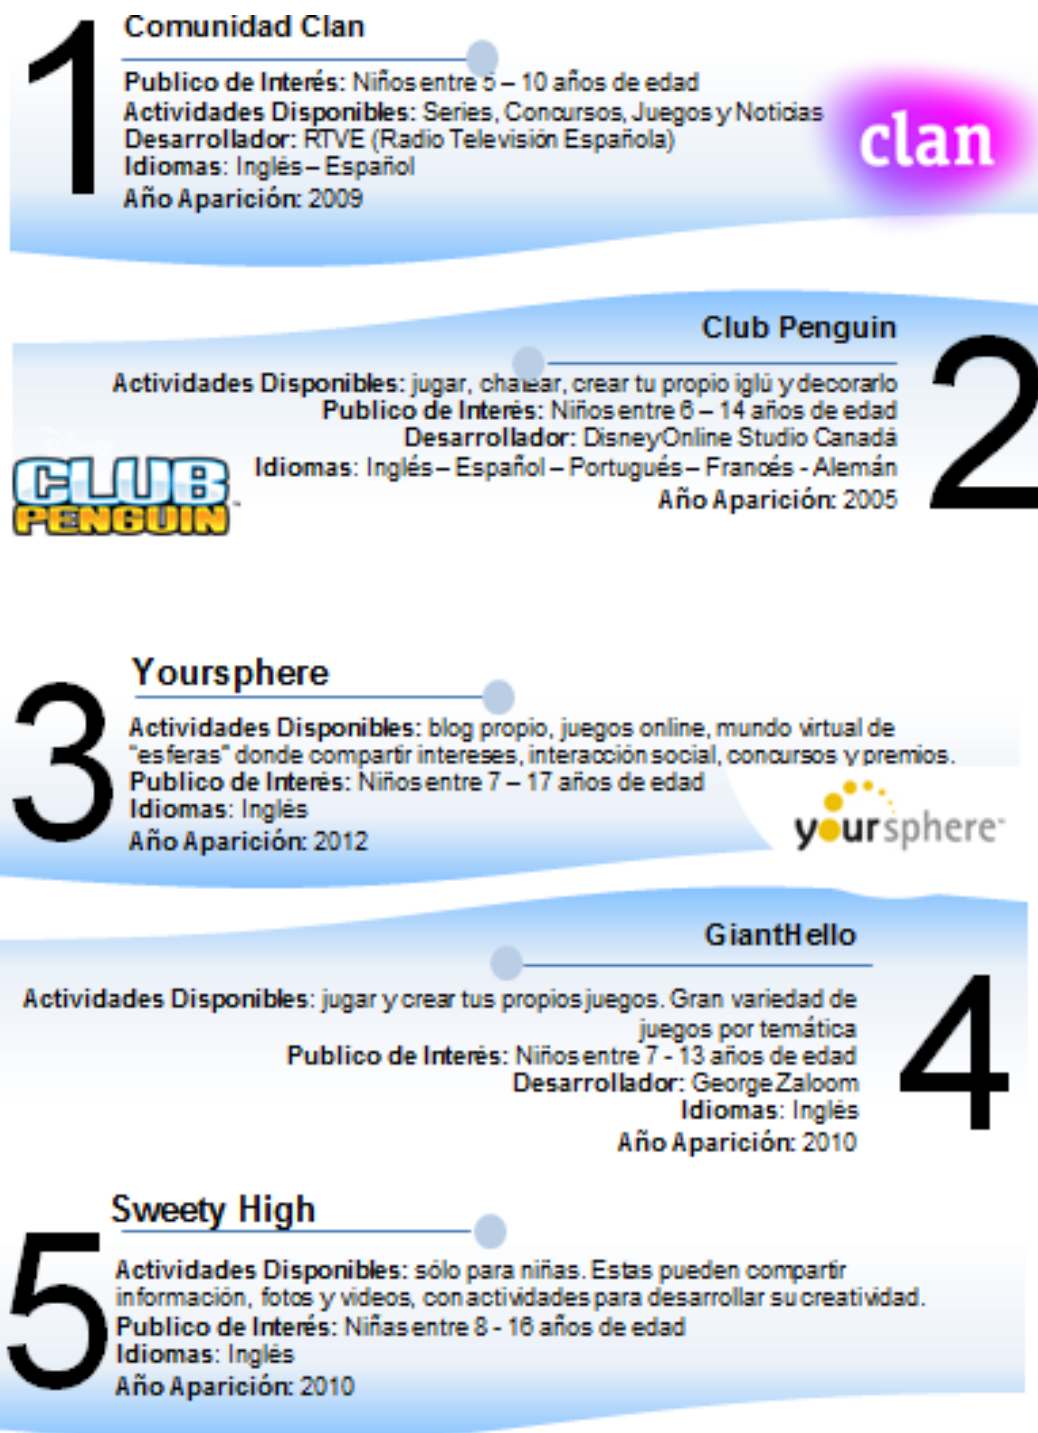 1
Comunidad Clan
Publico de Interés: Niños entre 5 – 10 años de edad
Actividades Disponibles: Series, Concursos, Juegos y Noticias
Desarrollador: RTVE (Radio Televisión Española)
Idiomas: Inglés – Español
Año Aparición: 2009
clan
Club Penguin
2
Actividades Disponibles: jugar, chatear, crear tu propio iglú y decorarlo
Publico de Interés: Niños entre 6 – 14 años de edad
Desarrollador: Disney Online Studio Canadá
Idiomas: Inglés – Español – Portugués – Francés - Alemán
Año Aparición: 2005
CLUB
PENGUIN
3
Yoursphere
Actividades Disponibles: blog propio, juegos online, mundo virtual de
"esferas" donde compartir intereses, interacción social, concursos y premios.
Publico de Interés: Niños entre 7 – 17 años de edad
Idiomas: Inglés
Año Aparición: 2012
yoursphere
GiantHello
4
Actividades Disponibles: jugar y crear tus propios juegos. Gran variedad de
juegos por temática
Publico de Interés: Niños entre 7 - 13 años de edad
Desarrollador: George Zaloom
Idiomas: Inglés
Año Aparición: 2010
5
Sweety High
Actividades Disponibles: sólo para niñas. Estas pueden compartir
información, fotos y videos, con actividades para desarrollar su creatividad.
Publico de Interés: Niñas entre 8 - 16 años de edad
Idiomas: Inglés
Año Aparición: 2010